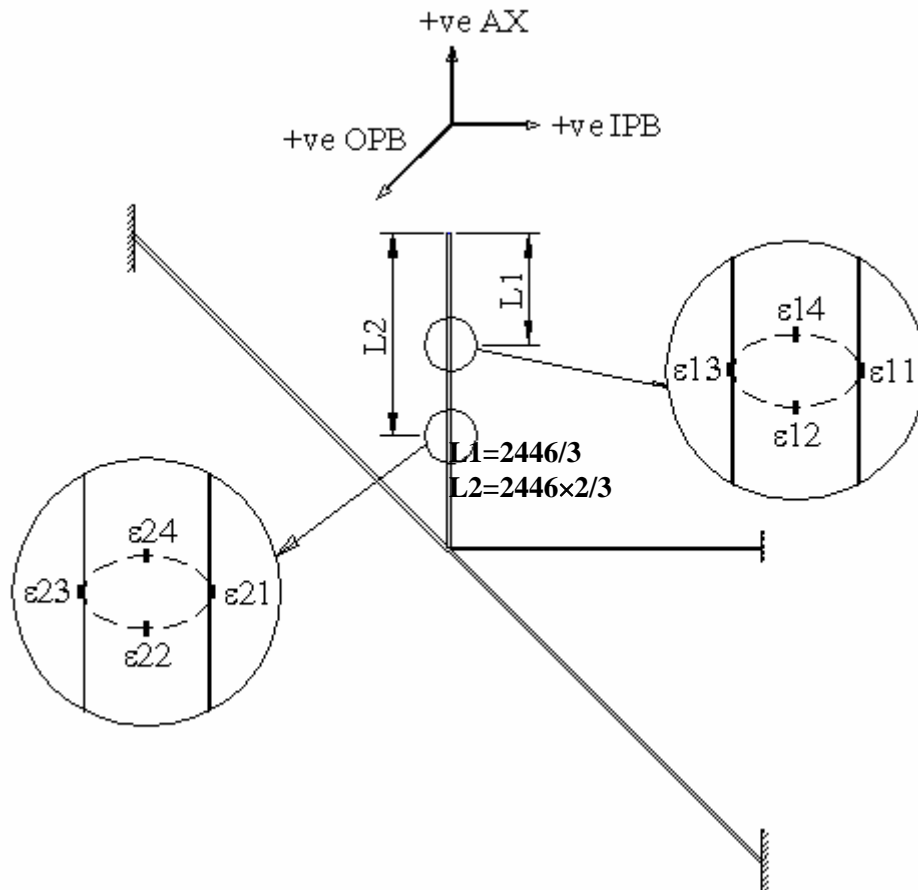 +ve AX
+ve OPB
+ve IPB
L2
L1
ε14
ε13
ε11
ε12
L1=2446/3
L2=2446×2/3
ε24
ε23
ε21
ε22